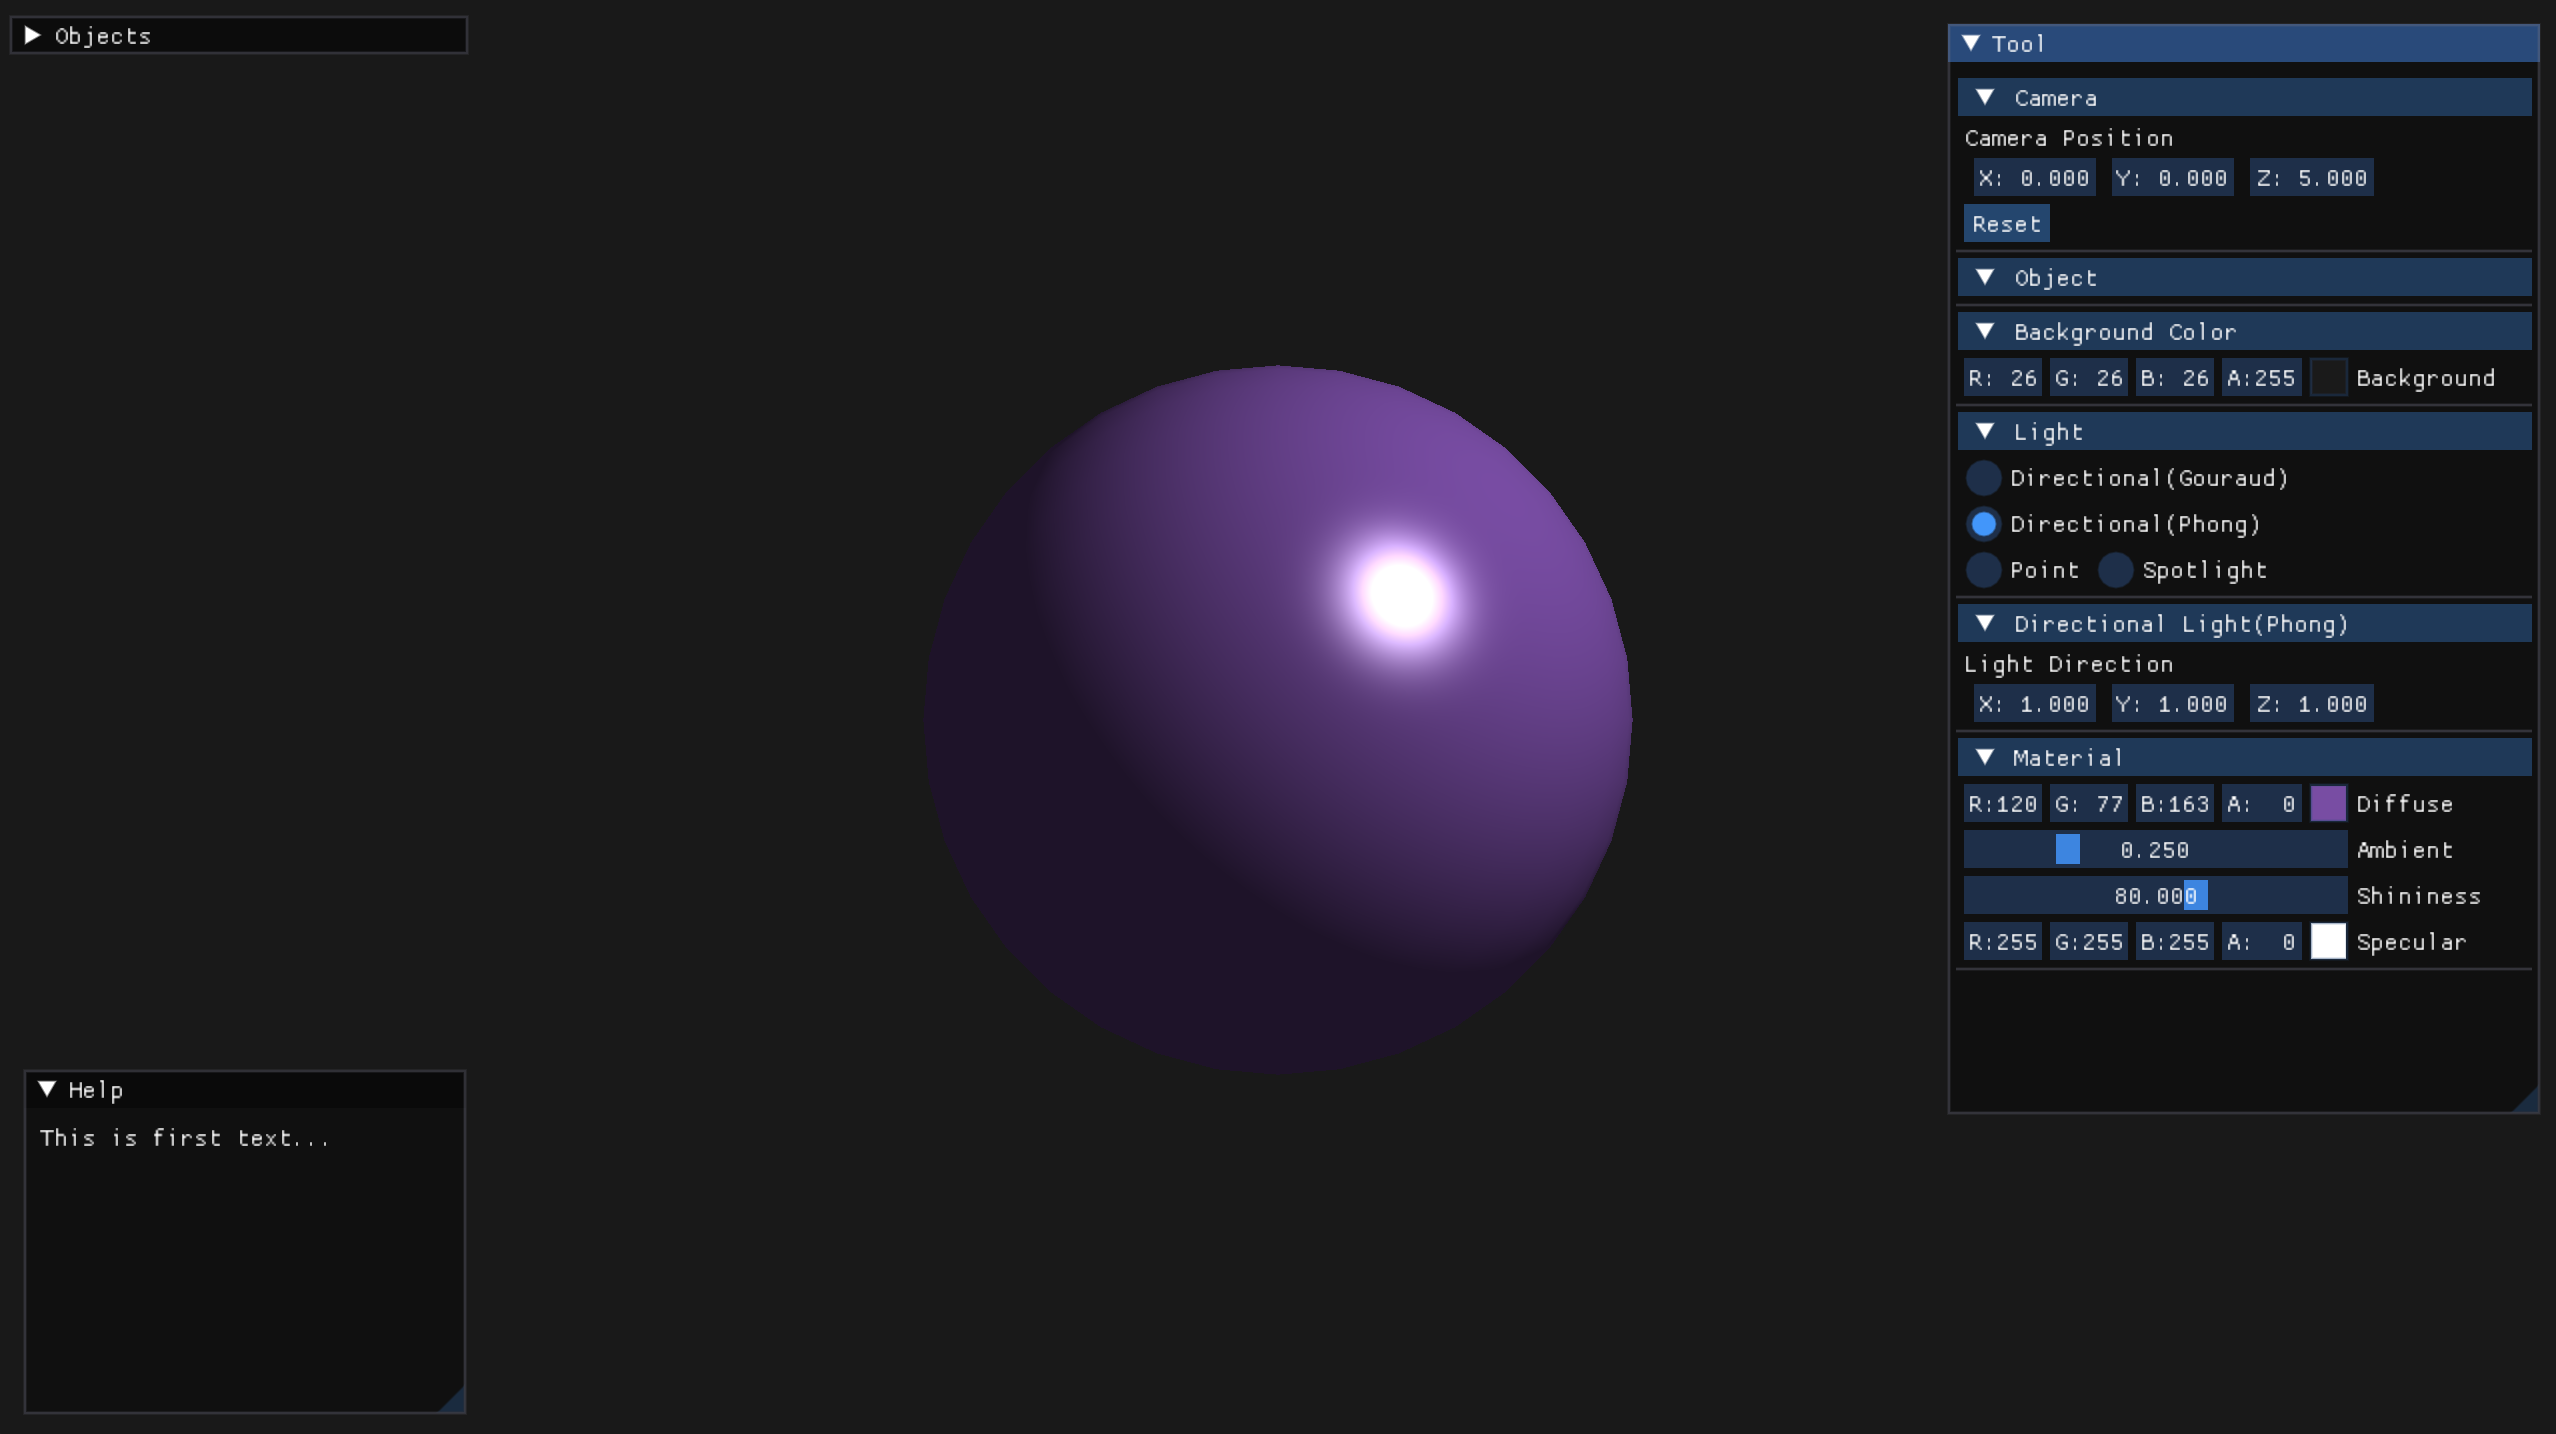 Objects
Tool
Camera
Camera Position
X: 0.000 Y: 0.000 Z: 5.000
Reset
Object
Background Color
R: 26 G: 26 B: 26 A:255 Background
Light
Directional(Gouraud)
Directional(Phong)
Point Spotlight
Directional Light(Phong)
Light Direction
X: 1.000 Y: 1.000 Z: 1.000
Material
R:120 G: 77 B:163 A: 0 Diffuse
0.250 Ambient
80.000 Shininess
R:255 G:255 B:255 A: 0 Specular
Help
This is first text...